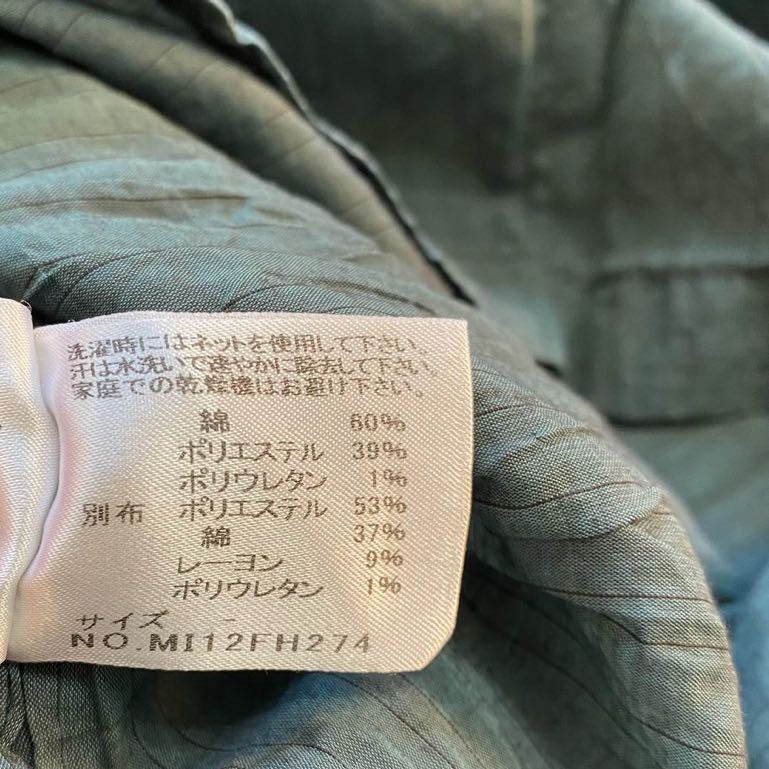 洗濯時にはネットを使用して下さい。
汗は水洗いで速やかに除去して下さい。
家庭での乾燥機はお避け下さい。
綿 60%
ポリエステル 39%
ポリウレタン 1%
別布 ポリエステル 53%
綿 37%
レーヨン 9%
ポリウレタン 1%
サイズ -
NO.MI12FH274